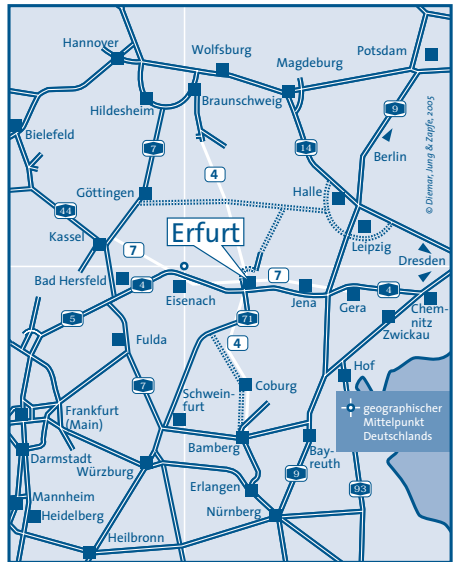 Hannover
Wolfsburg
Potsdam
Magdeburg
Hildesheim
Braunschweig
9
© Diemar, Jung & Zapfe, 2005
Bielefeld
7
14
Berlin
4
Göttingen
Halle
44
Kassel
Erfurt
Leipzig
7
Dresden
Bad Hersfeld
4
Eisenach
7
Jena
4
Gera
Chem-
nitz
5
71
Zwickau
Fulda
4
Hof
7
Schwein-
furt
Coburg
geographischer
Mittelpunkt
Deutschlands
Frankfurt
(Main)
Bamberg
Bay-
reuth
Darmstadt
Würzburg
9
93
Mannheim
Erlangen
Heidelberg
Nürnberg
Heilbronn